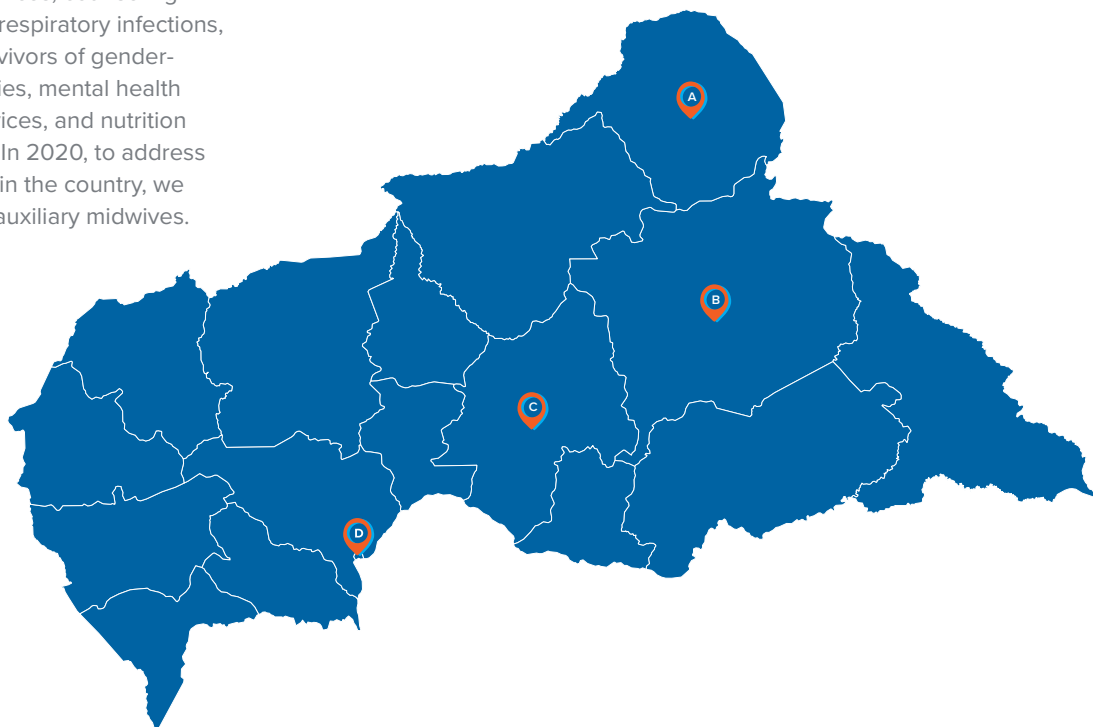 respiratory infections,
vivors of gender-
ies, mental health
vices, and nutrition
In 2020, to address
in the country, we
auxiliary midwives.
A
B
C
D